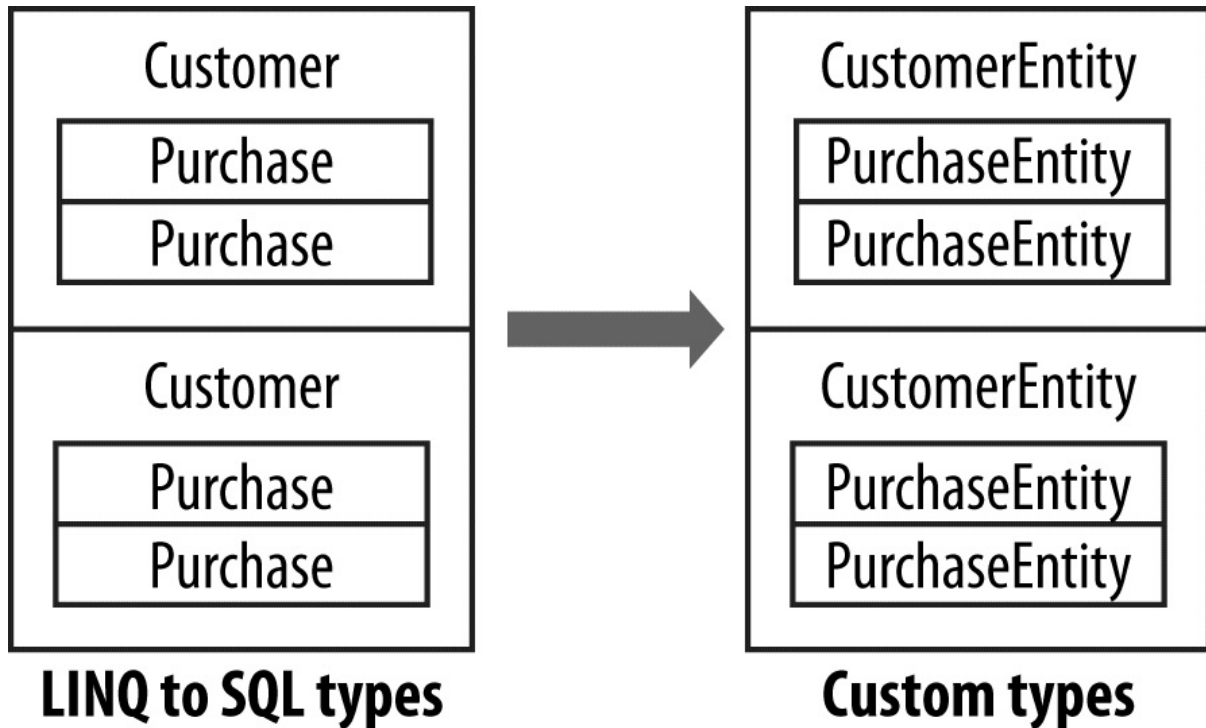 Customer
Purchase
Purchase
Customer
Purchase
Purchase
LINQ to SQL types
CustomerEntity
PurchaseEntity
PurchaseEntity
CustomerEntity
PurchaseEntity
PurchaseEntity
Custom types